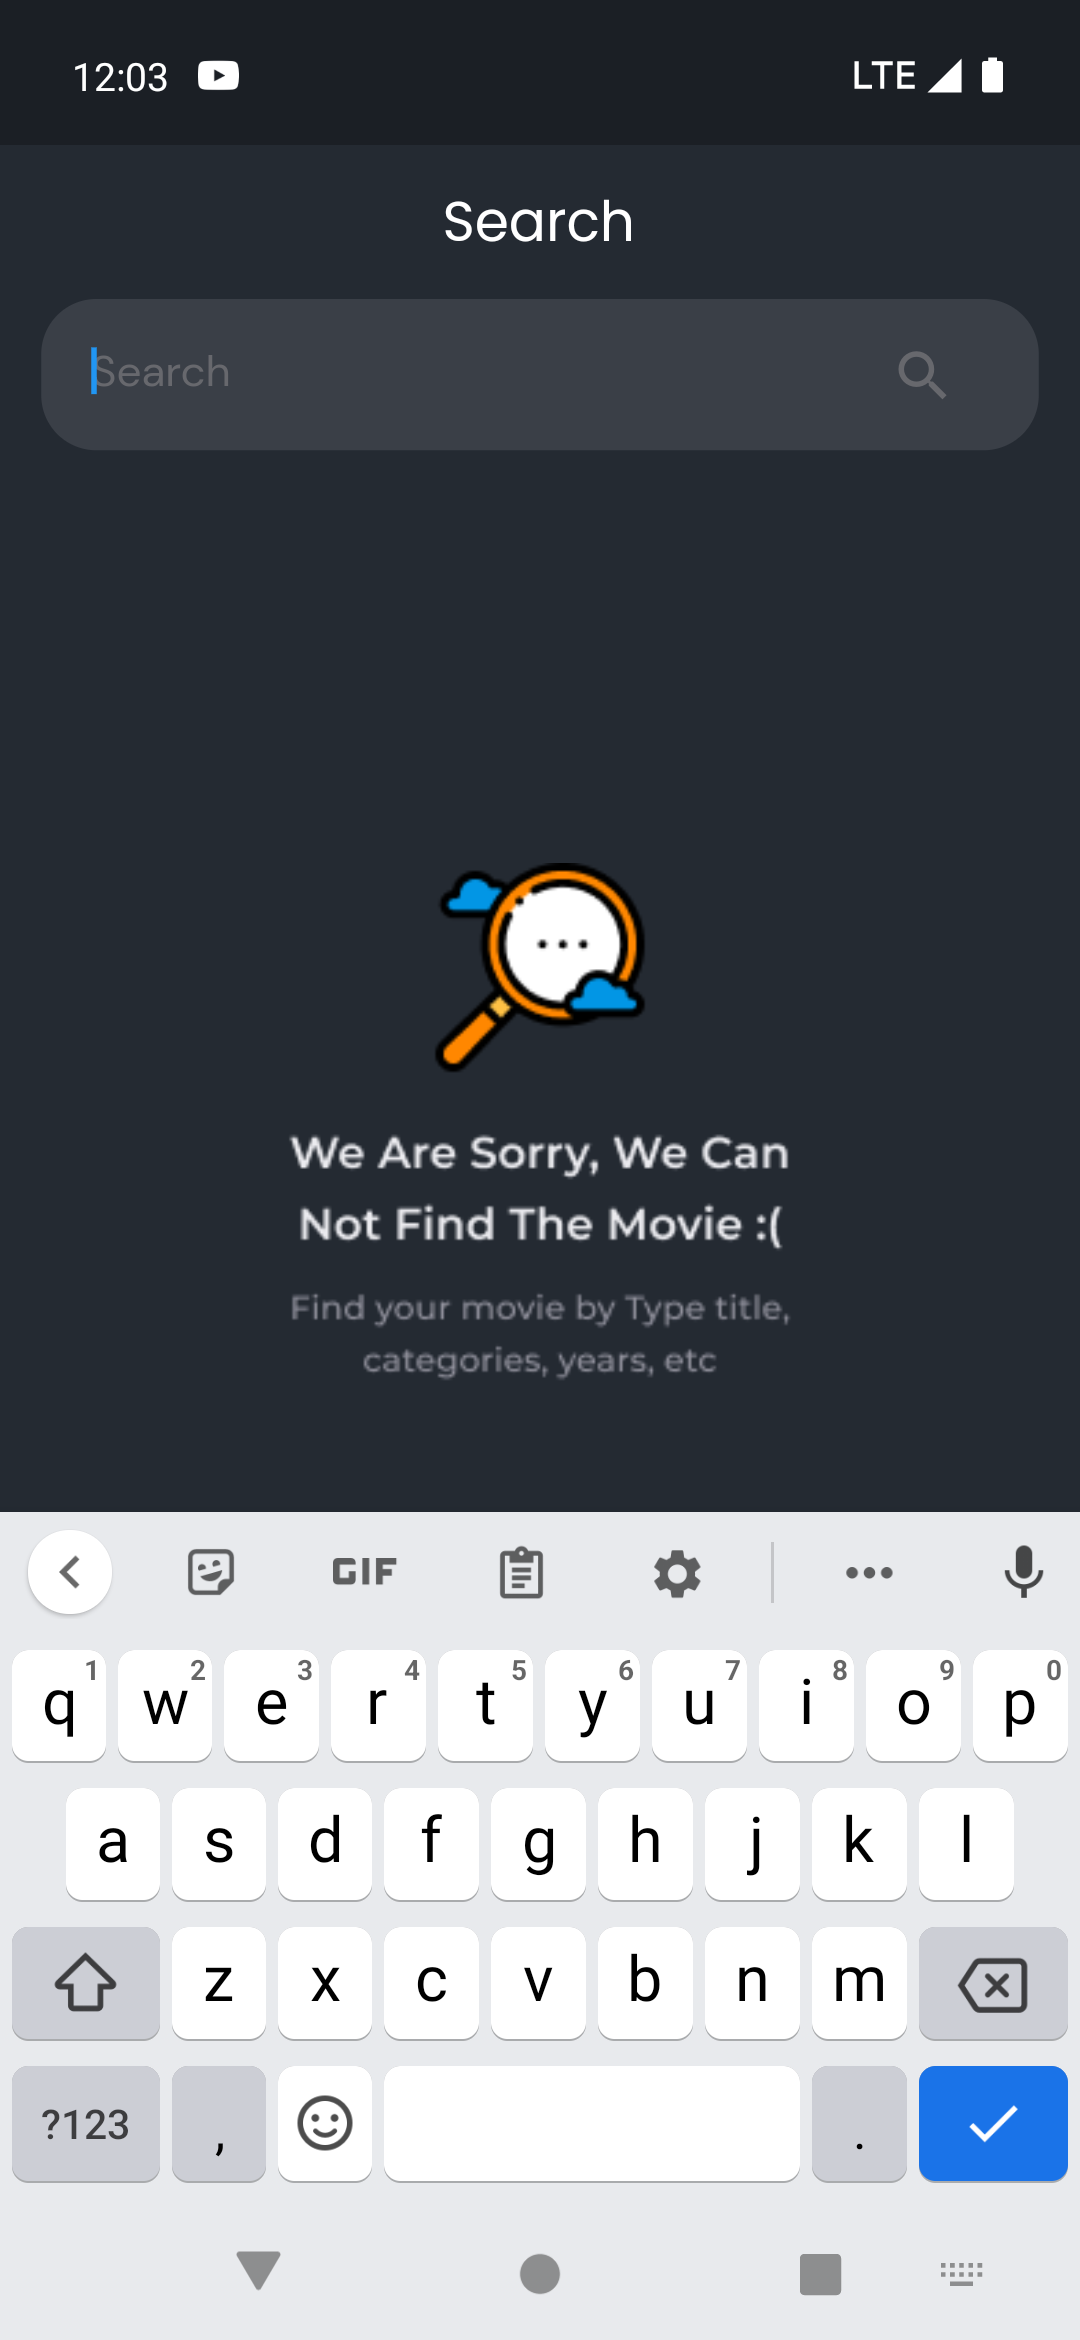 12:03 LTE
Search
Search
We Are Sorry, We Can
Not Find The Movie :(
Find your movie by Type title,
categories, years, etc
GIF
q 1 w 2 e 3 r 4 t 5 y 6 u 7 i 8 o 9 p 0
a s d f g h j k l
z x c v b n m
?123 , .